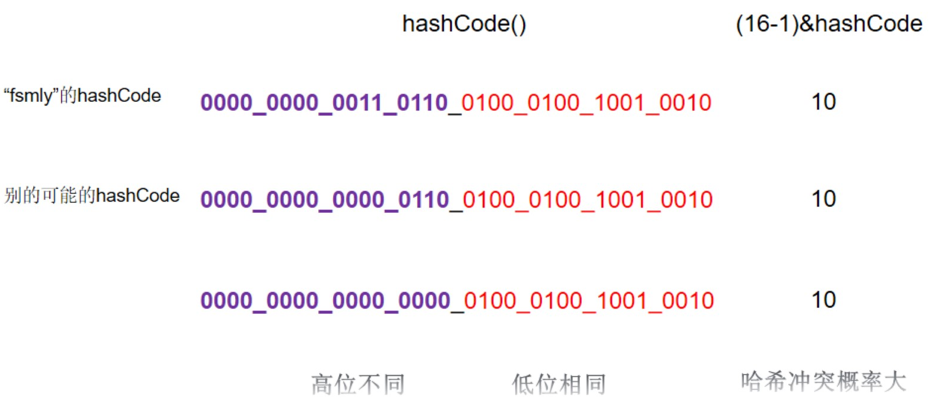 hashCode() (16-1)&hashCode
“fsmly”的hashCode 0000_0000_0011_0110_0100_0100_1001_0010 10
别的可能的hashCode 0000_0000_0000_0110_0100_0100_1001_0010 10
0000_0000_0000_0000_0100_0100_1001_0010 10
高位不同 低位相同 哈希冲突概率大